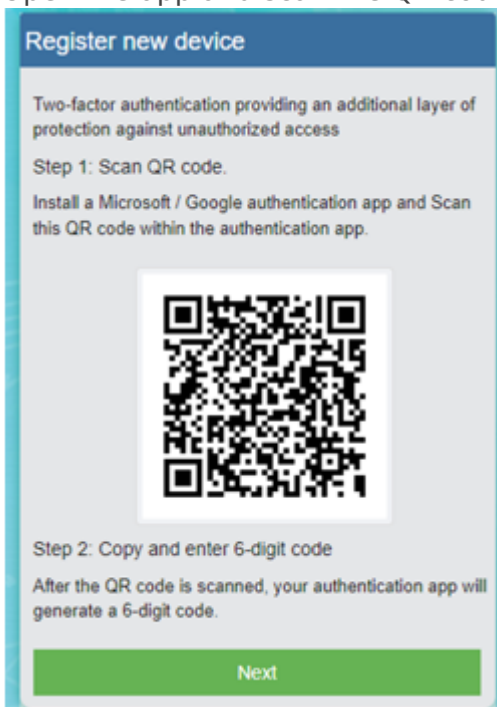 Register new device
Two-factor authentication providing an additional layer of
protection against unauthorized access
Step 1: Scan QR code.
Install a Microsoft / Google authentication app and Scan
this QR code within the authentication app.
Step 2: Copy and enter 6-digit code
After the QR code is scanned, your authentication app will
generate a 6-digit code.
Next